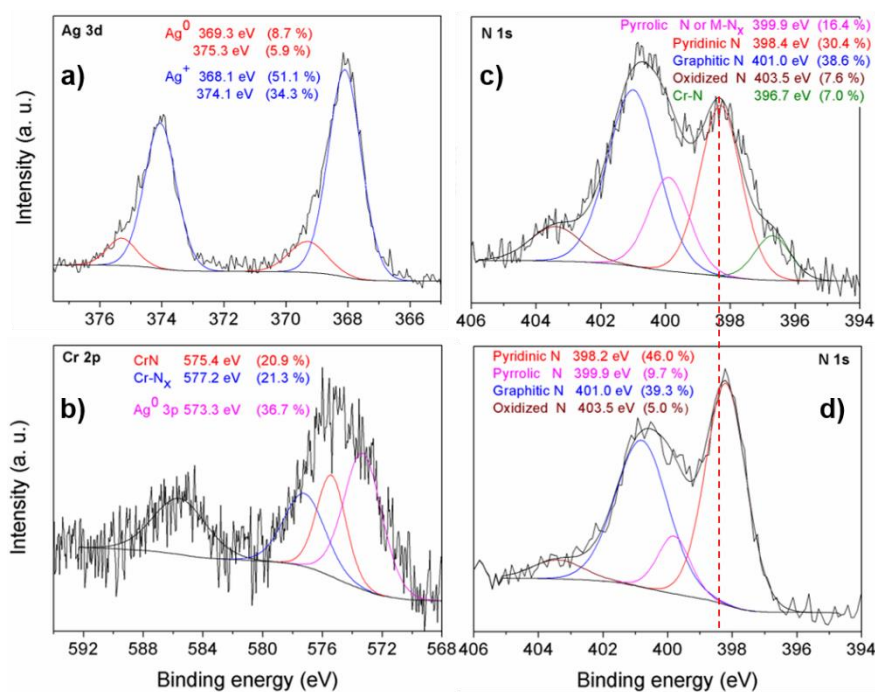 Ag 3d
Ag⁰ 369.3 eV (8.7 %)
375.3 eV (5.9 %)
Ag⁺ 368.1 eV (51.1 %)
374.1 eV (34.3 %)
a)
Intensity (a. u.)
376 374 372 370 368 366
N 1s
Pyrrolic N or M-Nₓ 399.9 eV (16.4 %)
Pyridinic N 398.4 eV (30.4 %)
Graphitic N 401.0 eV (38.6 %)
Oxidized N 403.5 eV (7.6 %)
Cr-N 396.7 eV (7.0 %)
c)
406 404 402 400 398 396 394
Cr 2p
CrN 575.4 eV (20.9 %)
Cr-Nₓ 577.2 eV (21.3 %)
Ag⁰ 3p 573.3 eV (36.7 %)
b)
Intensity (a. u.)
592 588 584 580 576 572 568
Binding energy (eV)
Pyridinic N 398.2 eV (46.0 %)
Pyrrolic N 399.9 eV (9.7 %)
Graphitic N 401.0 eV (39.3 %)
Oxidized N 403.5 eV (5.0 %)
N 1s
d)
406 404 402 400 398 396 394
Binding energy (eV)